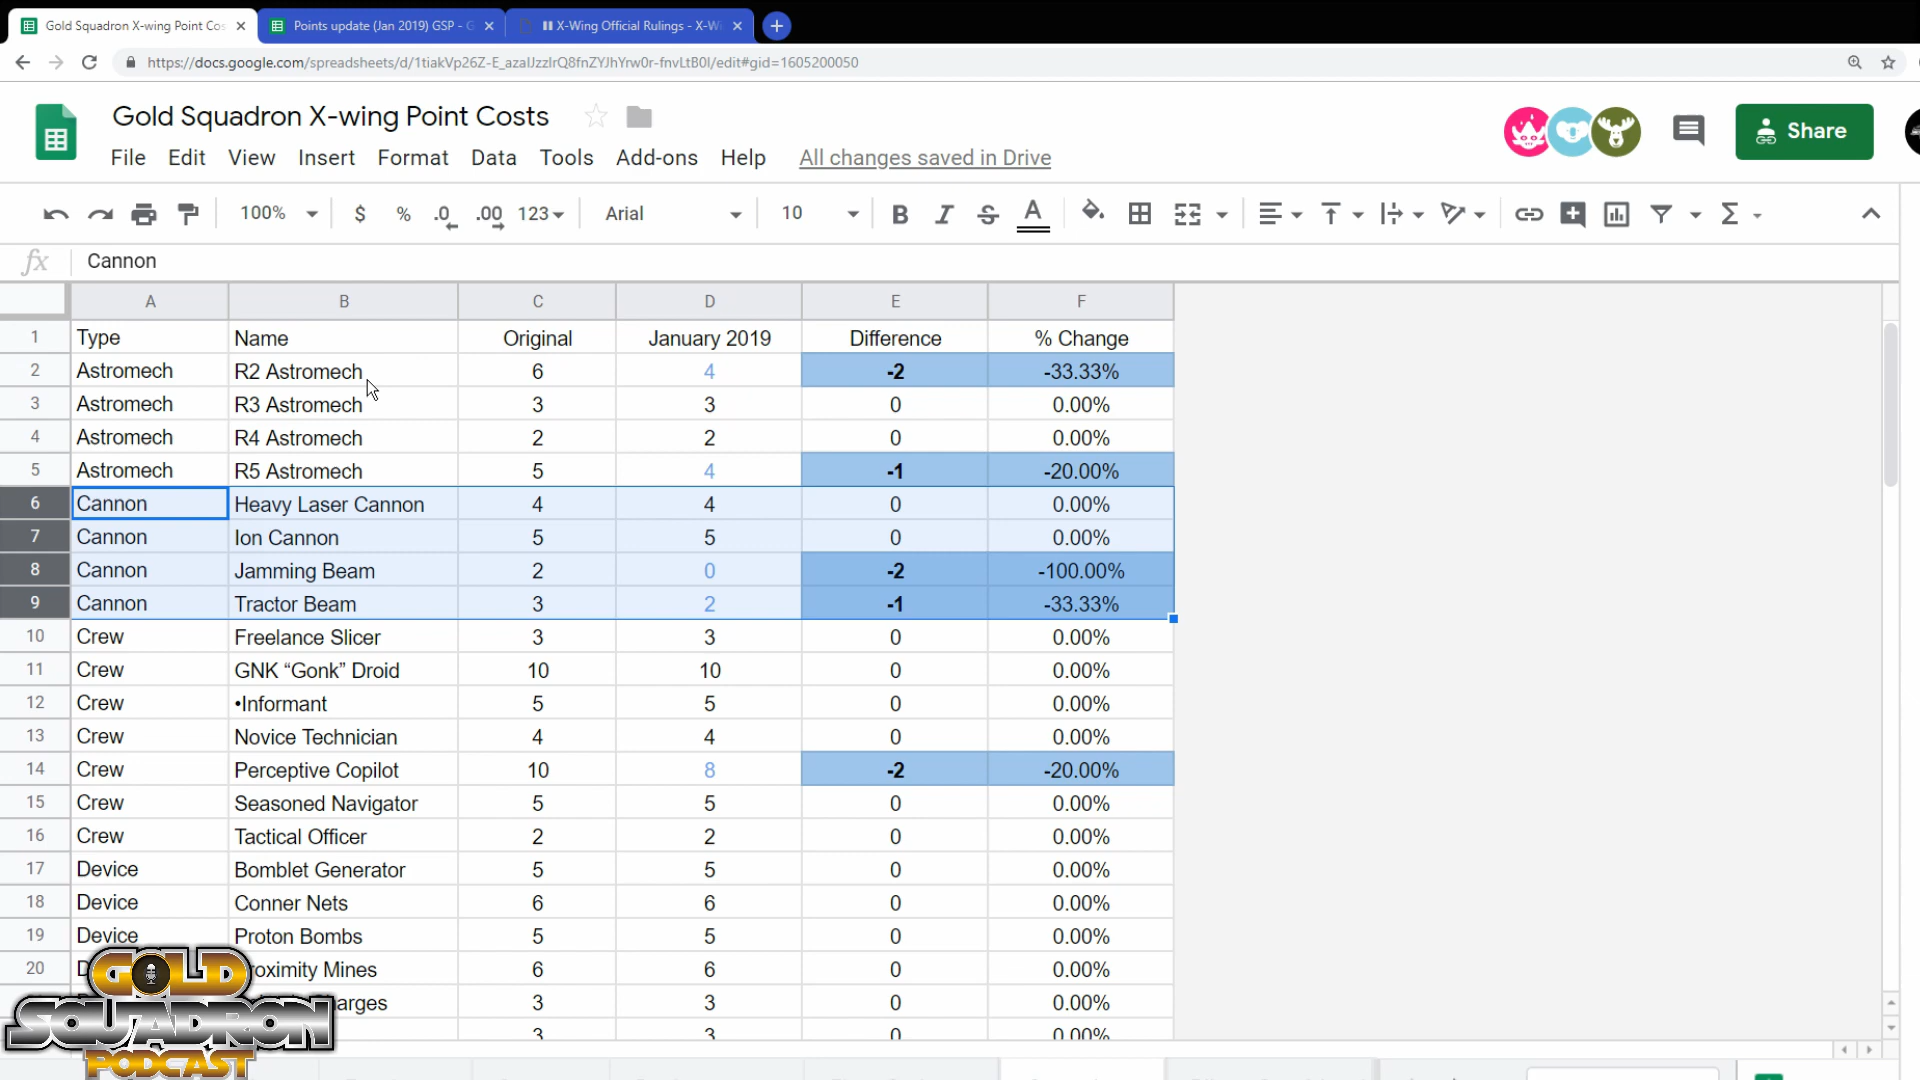 Gold Squadron X-wing Point Cos
Points update (Jan 2019) GSP - G
X-Wing Official Rulings - X-Wi
https://docs.google.com/spreadsheets/d/1tiakVp26Z-E_azaIJzzIrQ8fnZYJhYrw0r-fnvLtB0I/edit#gid=1605200050
Gold Squadron X-wing Point Costs
File Edit View Insert Format Data Tools Add-ons Help All changes saved in Drive
Share
100% $ % .0 .00 123 Arial 10 B I S A Σ
fx Cannon
A B C D E F
1 Type Name Original January 2019 Difference % Change
2 Astromech R2 Astromech 6 4 -2 -33.33%
3 Astromech R3 Astromech 3 3 0 0.00%
4 Astromech R4 Astromech 2 2 0 0.00%
5 Astromech R5 Astromech 5 4 -1 -20.00%
6 Cannon Heavy Laser Cannon 4 4 0 0.00%
7 Cannon Ion Cannon 5 5 0 0.00%
8 Cannon Jamming Beam 2 0 -2 -100.00%
9 Cannon Tractor Beam 3 2 -1 -33.33%
10 Crew Freelance Slicer 3 3 0 0.00%
11 Crew GNK “Gonk” Droid 10 10 0 0.00%
12 Crew •Informant 5 5 0 0.00%
13 Crew Novice Technician 4 4 0 0.00%
14 Crew Perceptive Copilot 10 8 -2 -20.00%
15 Crew Seasoned Navigator 5 5 0 0.00%
16 Crew Tactical Officer 2 2 0 0.00%
17 Device Bomblet Generator 5 5 0 0.00%
18 Device Conner Nets 6 6 0 0.00%
19 Device Proton Bombs 5 5 0 0.00%
20 D roximity Mines 6 6 0 0.00%
arges 3 3 0 0.00%
3 3 0 0.00%
GOLD
SQUADRON
PODCAST